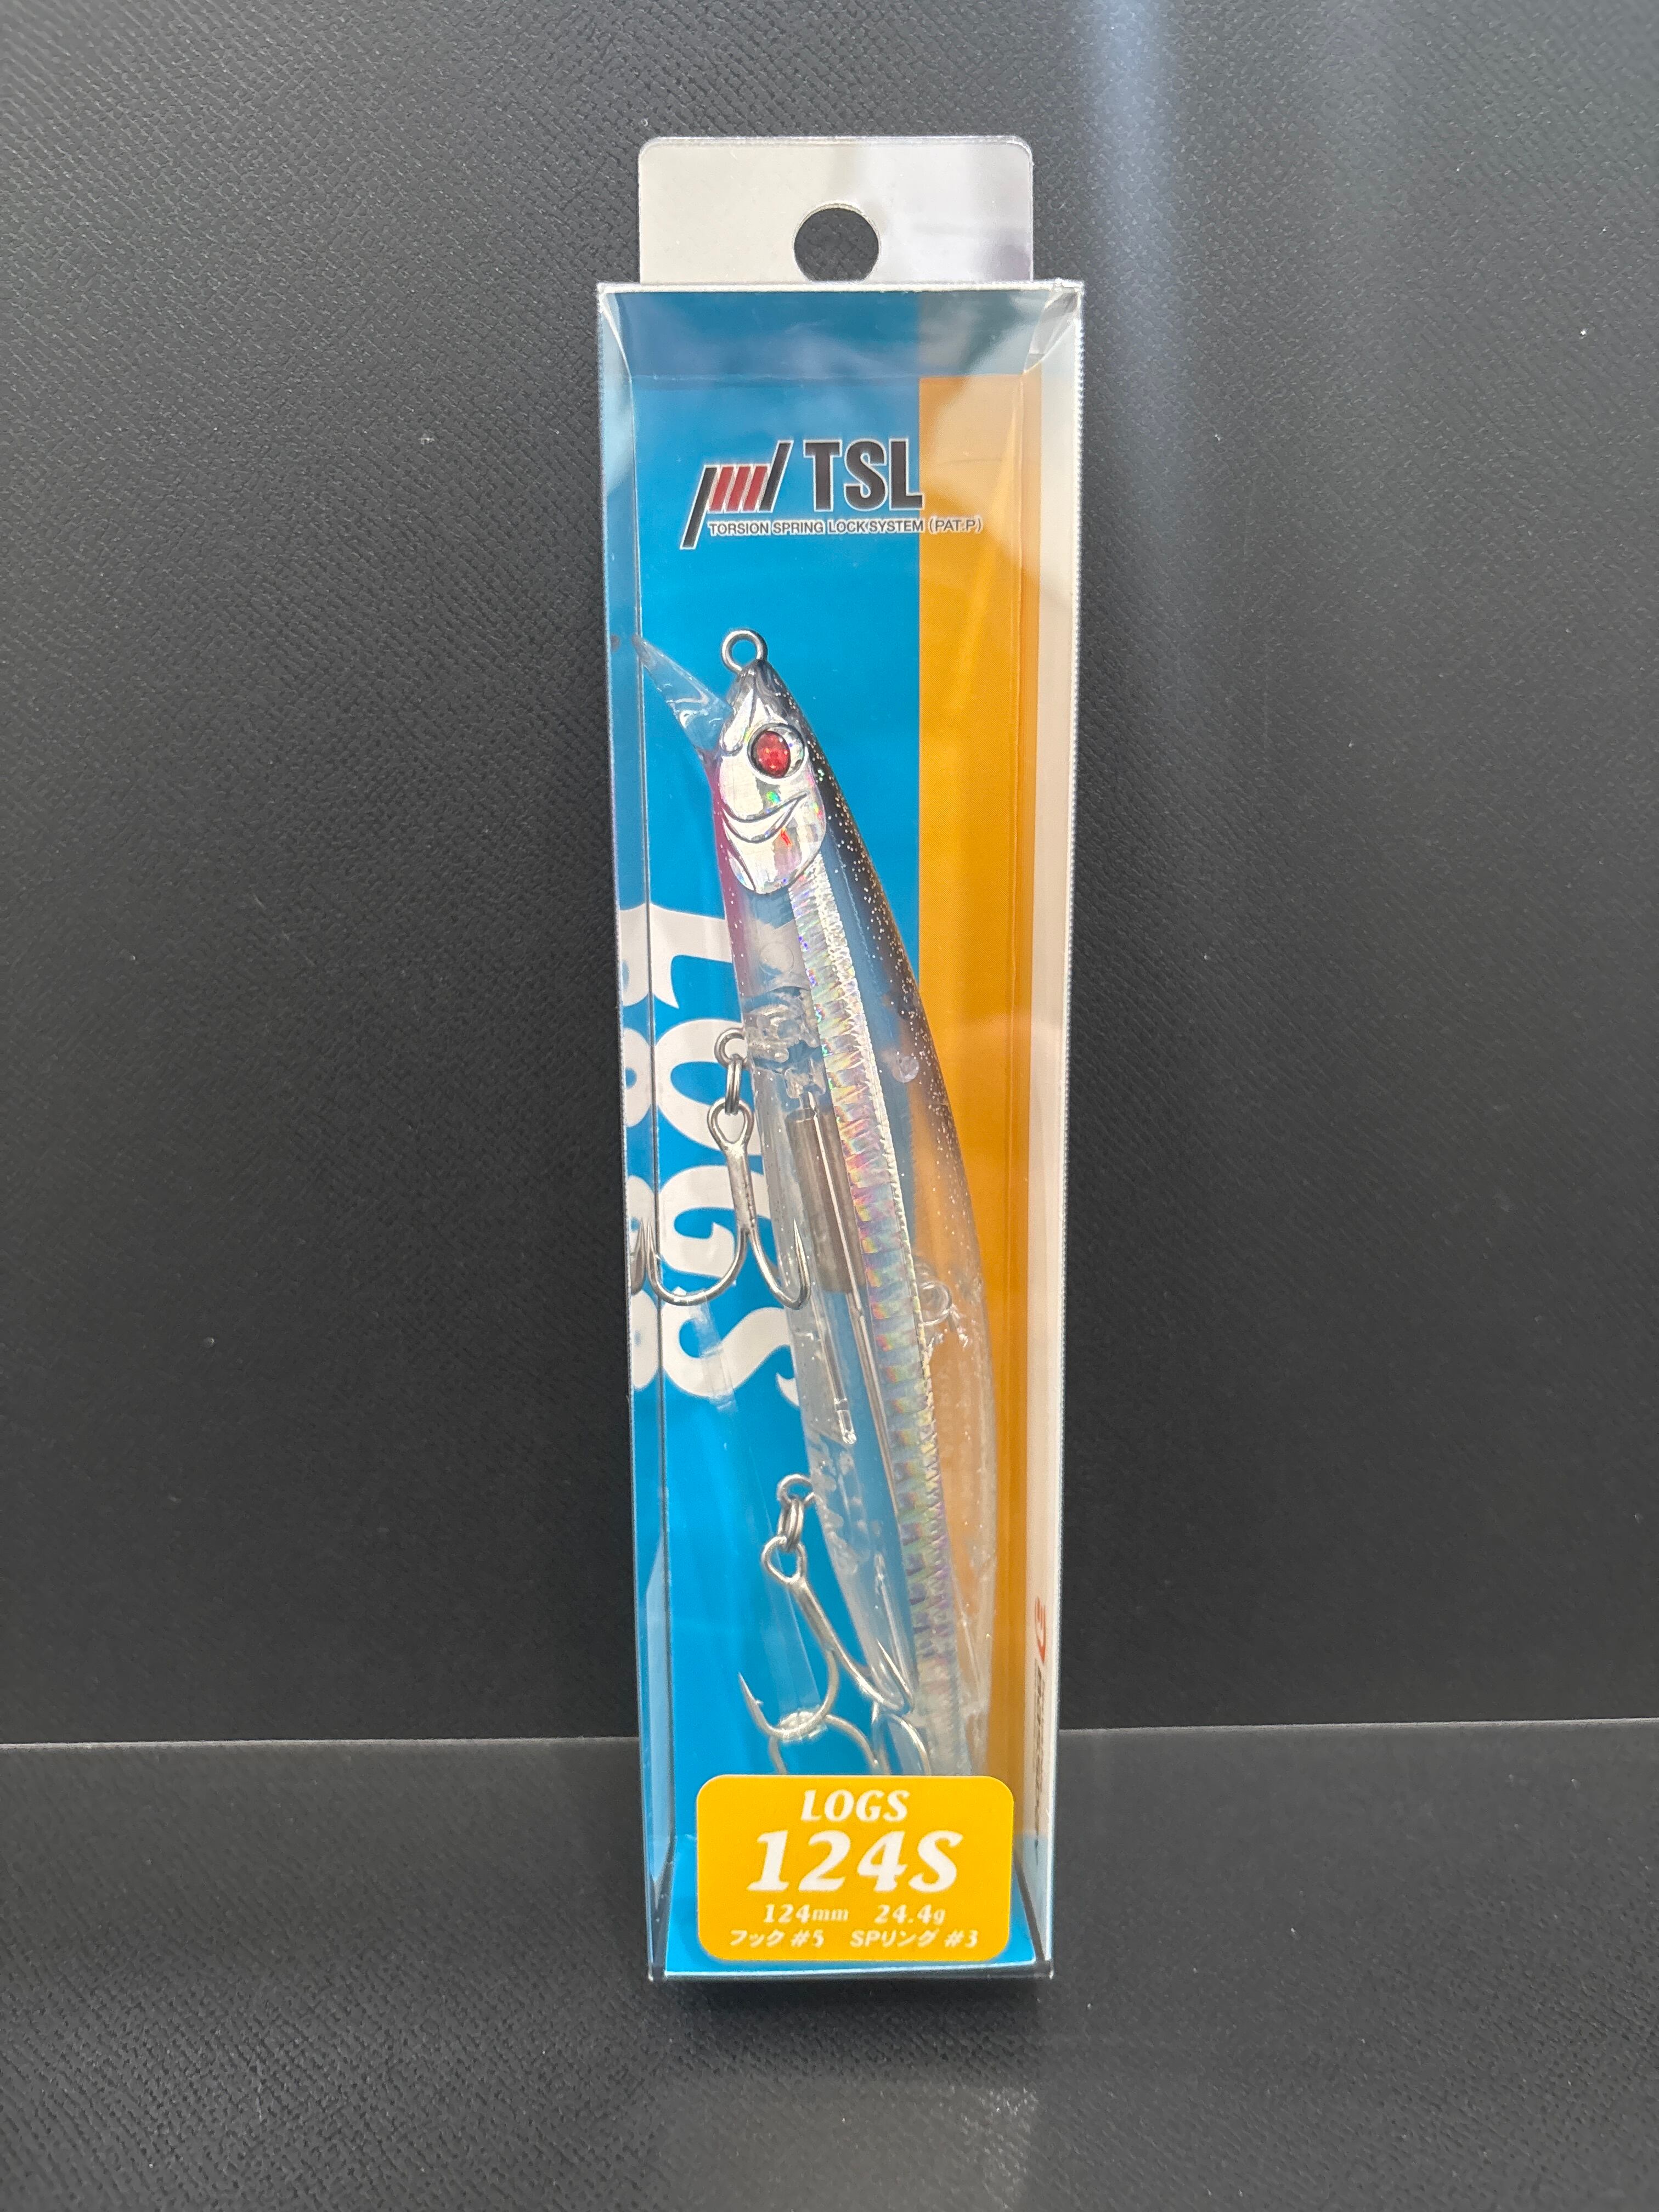 TSL
TORSION SPRING LOCK SYSTEM (PAT.P)
LOGS
LOGS
124S
124mm 24.4g
フック #5 SPリング #3